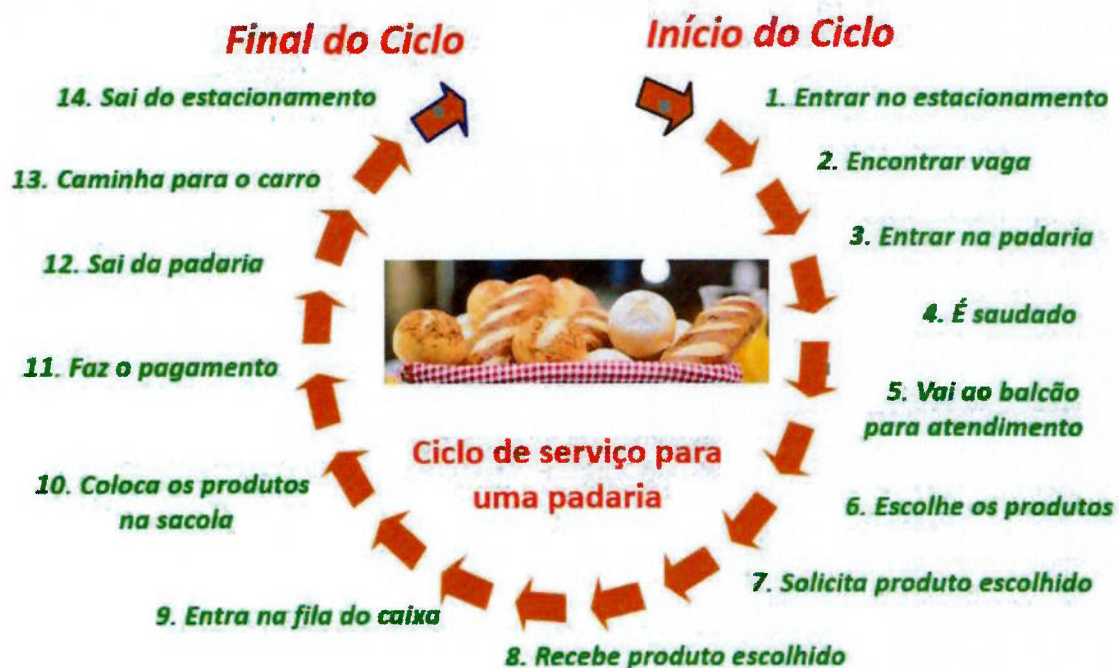 Final do Ciclo
Início do Ciclo
1. Entrar no estacionamento
2. Encontrar vaga
3. Entrar na padaria
4. É saudado
5. Vai ao balcão
para atendimento
6. Escolhe os produtos
7. Solicita produto escolhido
8. Recebe produto escolhido
9. Entra na fila do caixa
10. Coloca os produtos
na sacola
11. Faz o pagamento
12. Sai da padaria
13. Caminha para o carro
14. Sai do estacionamento
Ciclo de serviço para
uma padaria